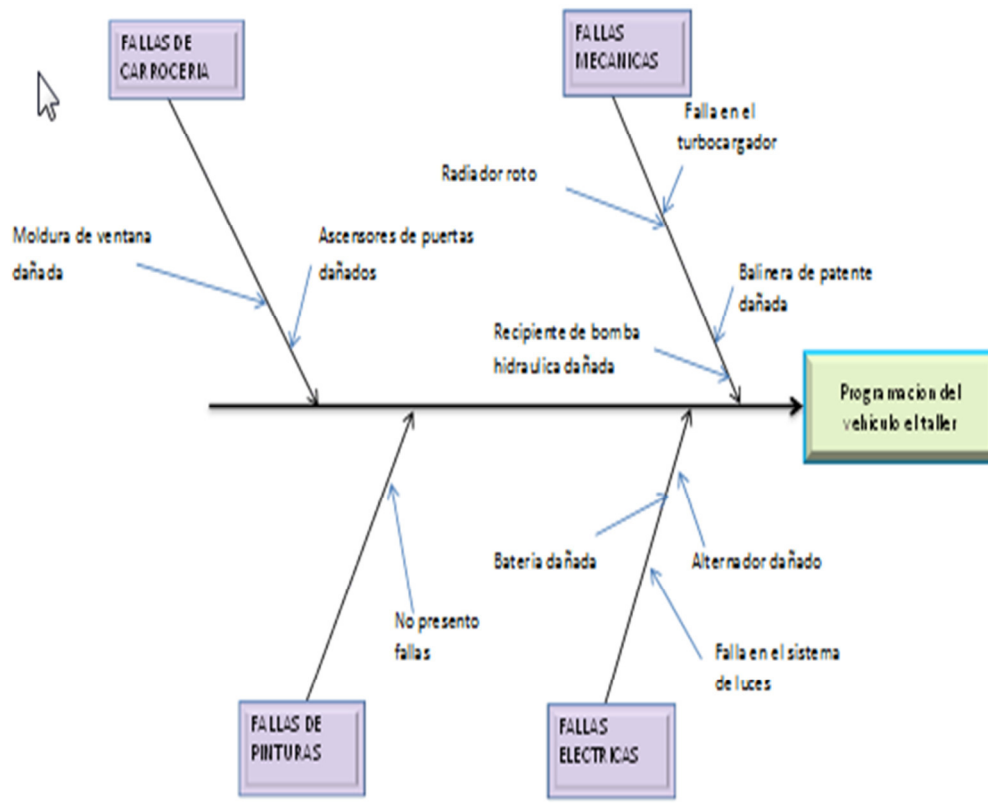 FALLAS DE
CARROCERIA
FALLAS
MECANICAS
Falla en el
turbocargador
Radiador roto
Moldura de ventana
dañada
Ascensores de puertas
dañados
Balinera de patente
dañada
Recipiente de bomba
hidraulica dañada
Programacion del
vehiculo el taller
Bateria dañada
Alternador dañado
No presento
fallas
Falla en el sistema
de luces
FALLAS DE
PINTURAS
FALLAS
ELECTRICAS